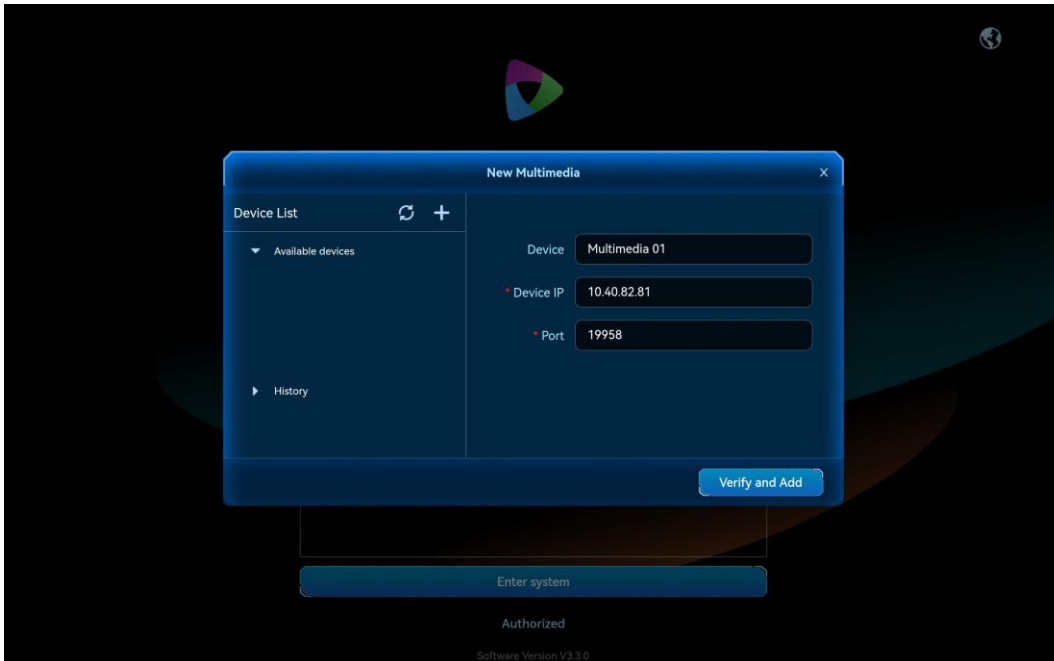 New Multimedia
X
Device List
Available devices
History
Device
Multimedia 01
* Device IP
10.40.82.81
* Port
19958
Verify and Add
Enter system
Authorized
Software Version V3.3.0